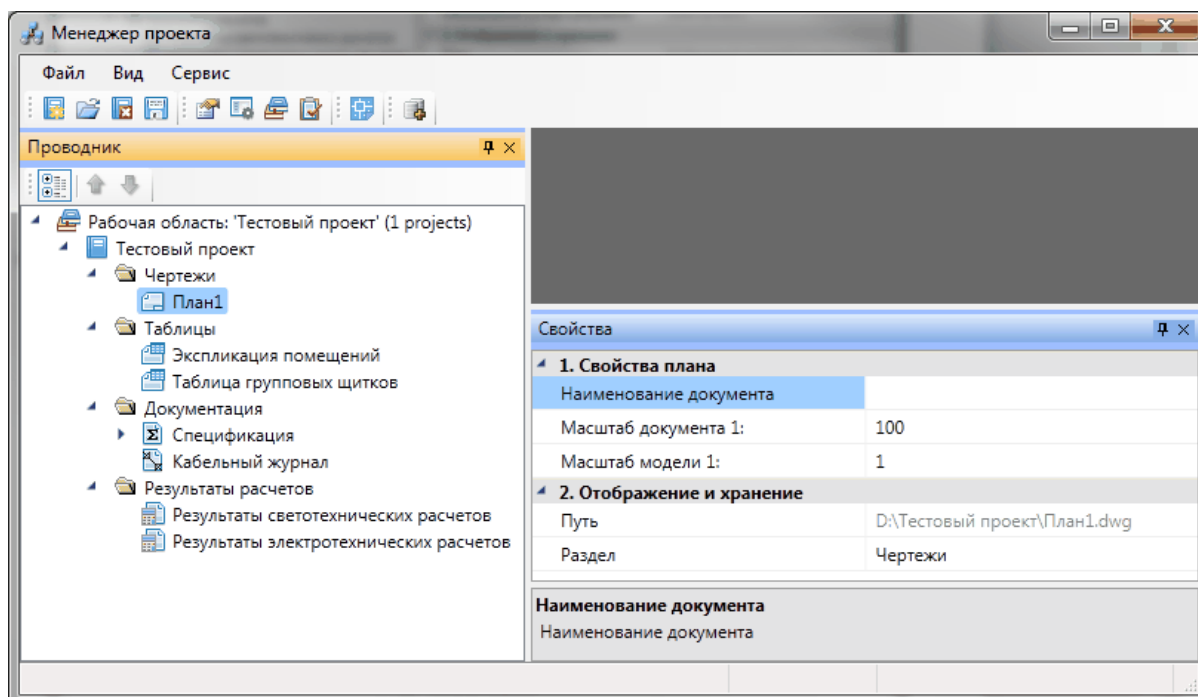 Менеджер проекта
Файл Вид Сервис
Проводник
Рабочая область: 'Тестовый проект' (1 projects)
Тестовый проект
Чертежи
План1
Таблицы
Экспликация помещений
Таблица групповых щитков
Документация
Спецификация
Кабельный журнал
Результаты расчетов
Результаты светотехнических расчетов
Результаты электротехнических расчетов
Свойства
1. Свойства плана
Наименование документа
Масштаб документа 1: 100
Масштаб модели 1: 1
2. Отображение и хранение
Путь D:\Тестовый проект\План1.dwg
Раздел Чертежи
Наименование документа
Наименование документа